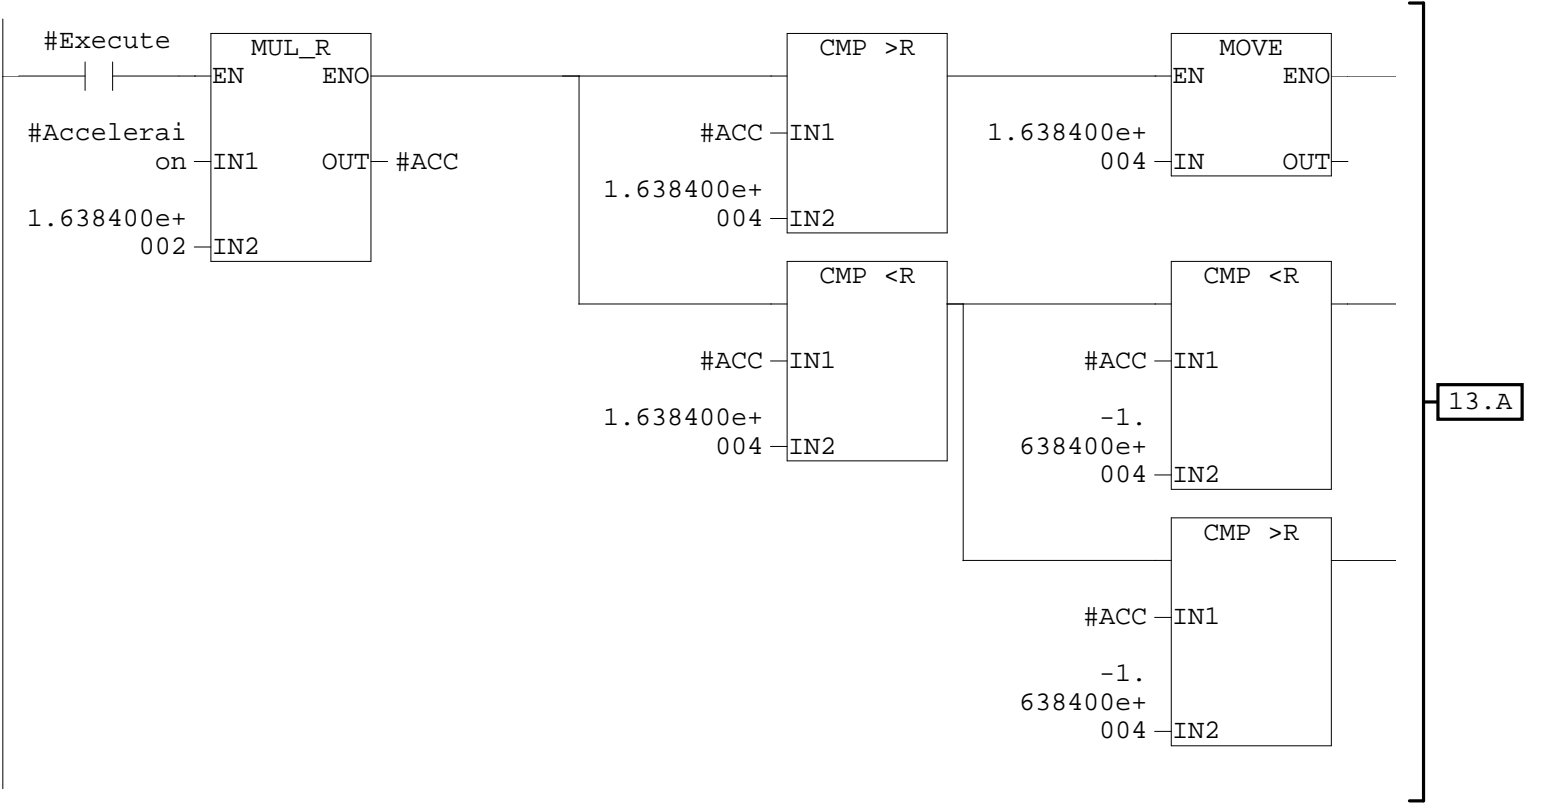 #Execute
MUL_R
CMP >R
MOVE
EN ENO
EN ENO
#Accelerai
on
IN1
OUT
#ACC
#ACC
IN1
1.638400e+
004
IN
OUT
1.638400e+
004
IN2
1.638400e+
002
IN2
CMP <R
CMP <R
#ACC
IN1
#ACC
IN1
13.A
1.638400e+
004
IN2
-1.
638400e+
004
IN2
CMP >R
#ACC
IN1
-1.
638400e+
004
IN2